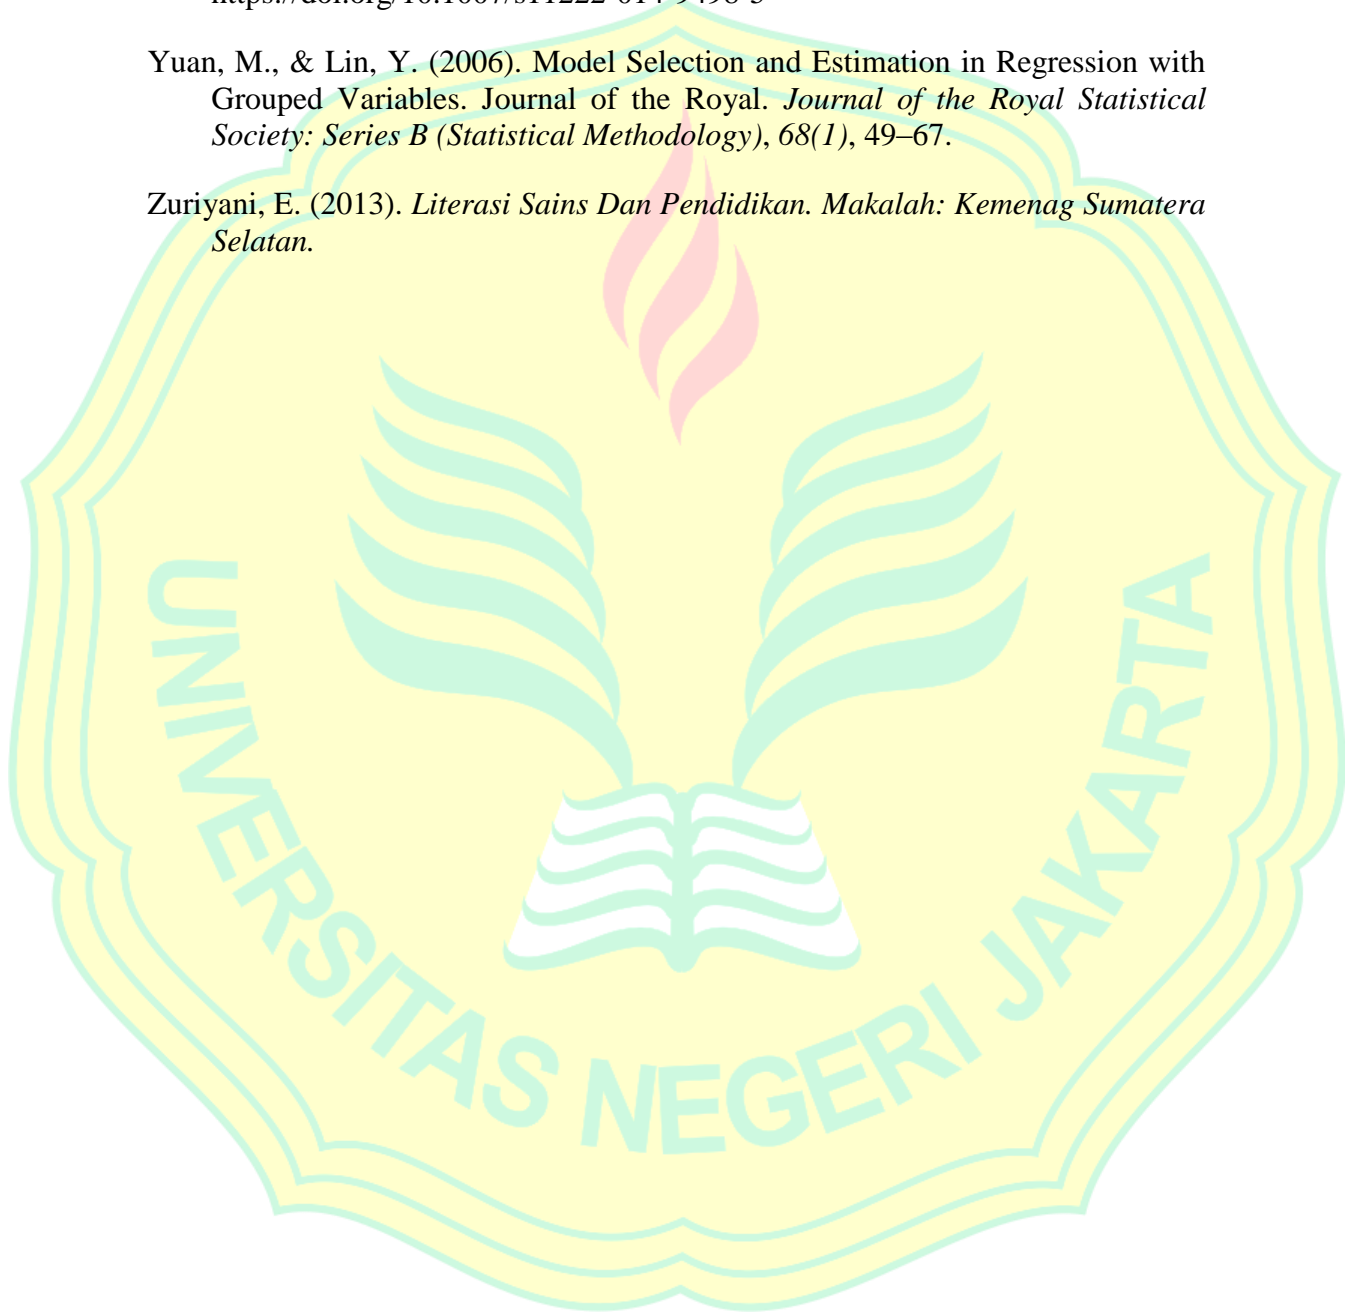 Yuan, M., & Lin, Y. (2006). Model Selection and Estimation in Regression with
Grouped Variables. Journal of the Royal. Journal of the Royal Statistical
Society: Series B (Statistical Methodology), 68(1), 49–67.
Zuriyani, E. (2013). Literasi Sains Dan Pendidikan. Makalah: Kemenag Sumatera
Selatan.
UNIVERSITAS NEGERI JAKARTA